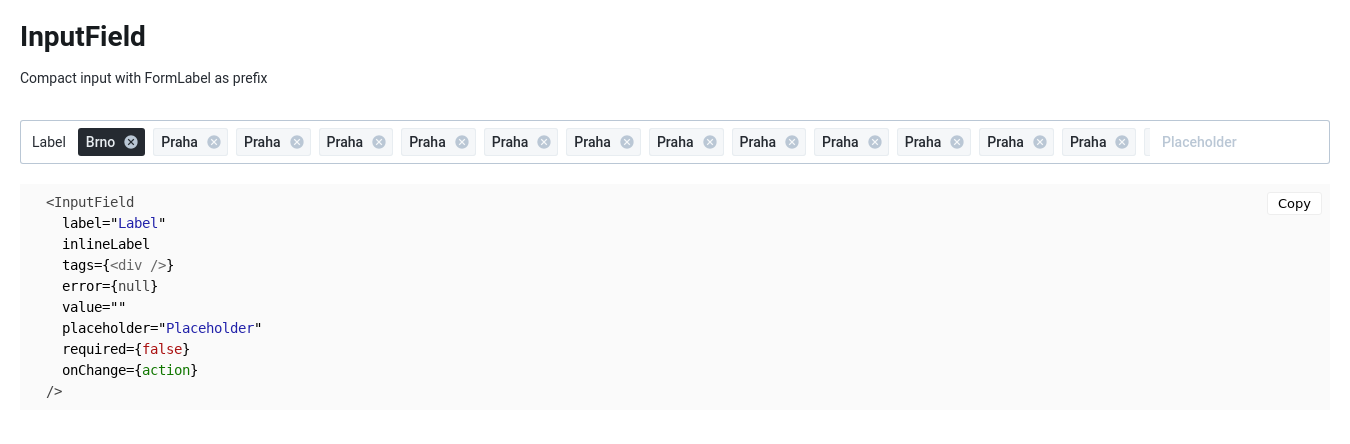 InputField
Compact input with FormLabel as prefix
Label Brno Praha Praha Praha Praha Praha Praha Praha Praha Praha Praha Praha Praha Placeholder
<InputField
label="Label"
inlineLabel
tags={<div />}
error={null}
value=""
placeholder="Placeholder"
required={false}
onChange={action}
/>
Copy